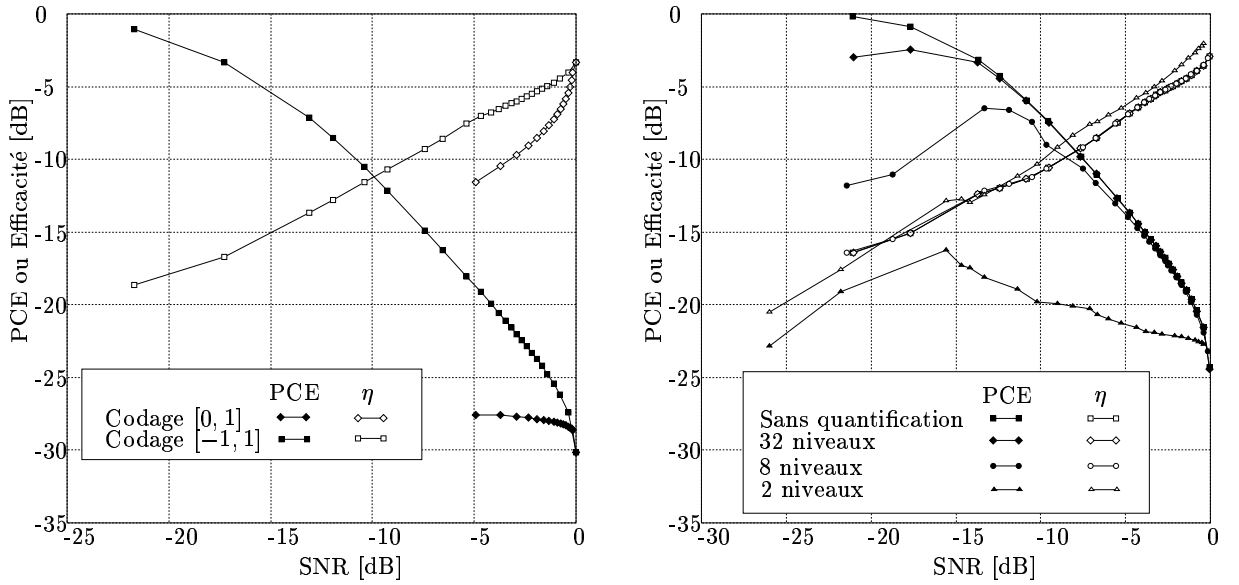 0
-5
-10
-15
-20
-25
-30
-35
PCE ou Efficacité [dB]
-25
-20
-15
-10
-5
0
SNR [dB]
PCE η
Codage [0, 1]
Codage [−1, 1]
0
-5
-10
-15
-20
-25
-30
-35
PCE ou Efficacité [dB]
-30
-25
-20
-15
-10
-5
0
SNR [dB]
PCE η
Sans quantification
32 niveaux
8 niveaux
2 niveaux